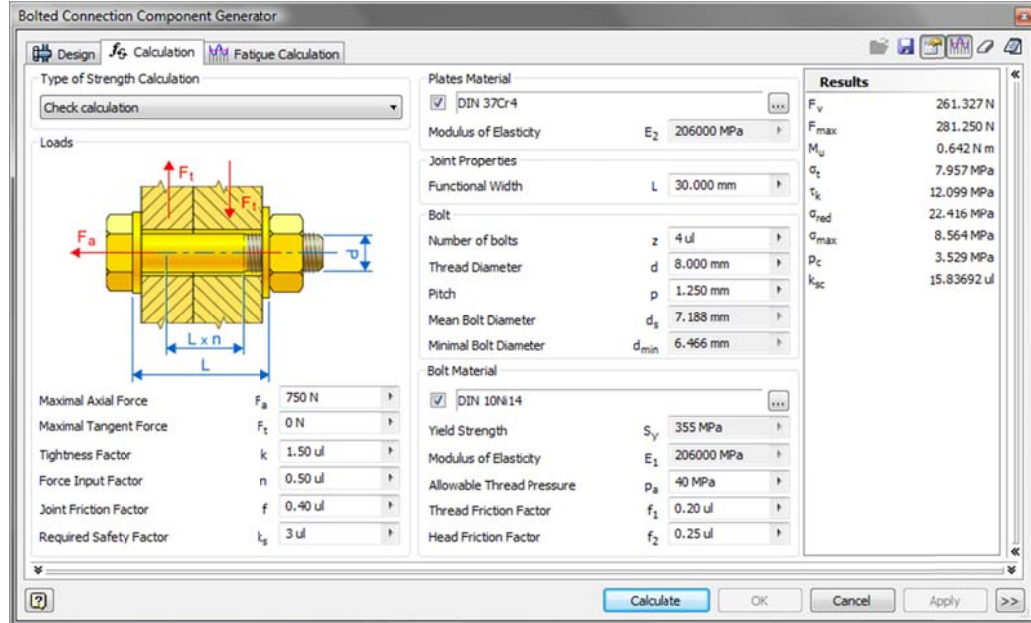 Bolted Connection Component Generator
Design
Calculation
Fatigue Calculation
Type of Strength Calculation
Check calculation
Loads
Ft
Ft
Fa
d
L x n
L
Maximal Axial Force Fa 750 N
Maximal Tangent Force Ft 0 N
Tightness Factor k 1.50 ul
Force Input Factor n 0.50 ul
Joint Friction Factor f 0.40 ul
Required Safety Factor ks 3 ul
Plates Material
DIN 37Cr4
...
Modulus of Elasticity E2 206000 MPa
Joint Properties
Functional Width L 30.000 mm
Bolt
Number of bolts z 4 ul
Thread Diameter d 8.000 mm
Pitch p 1.250 mm
Mean Bolt Diameter ds 7.188 mm
Minimal Bolt Diameter dmin 6.466 mm
Bolt Material
DIN 10Ni14
...
Yield Strength Sy 355 MPa
Modulus of Elasticity E1 206000 MPa
Allowable Thread Pressure pa 40 MPa
Thread Friction Factor f1 0.20 ul
Head Friction Factor f2 0.25 ul
Results
Fv 261.327 N
Fmax 281.250 N
Mu 0.642 N m
σt 7.957 MPa
τk 12.099 MPa
σred 22.416 MPa
σmax 8.564 MPa
pc 3.529 MPa
ksc 15.83692 ul
Calculate
OK
Cancel
Apply
>>